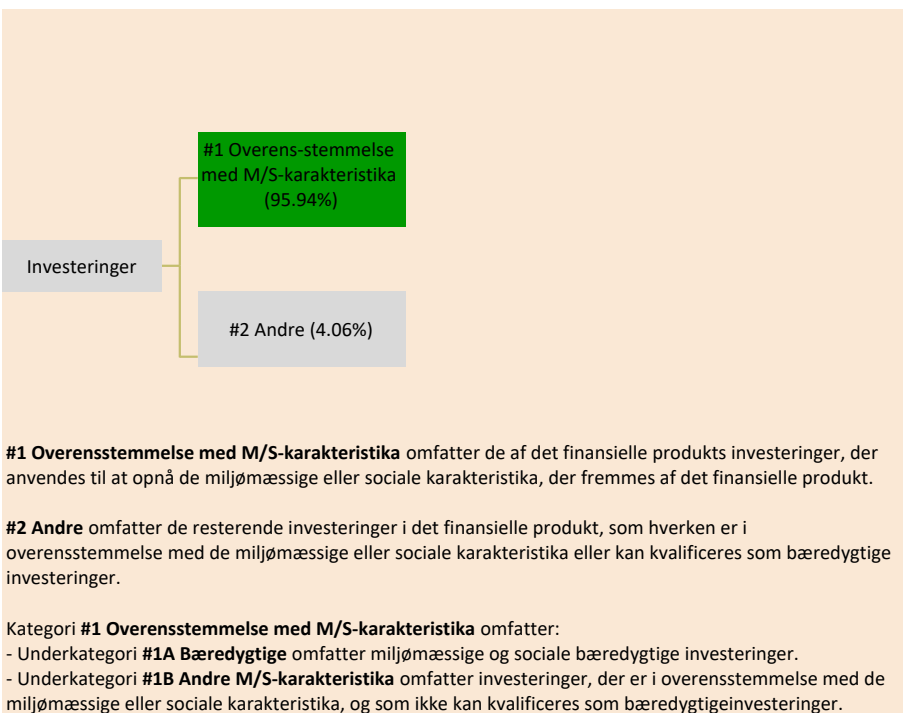 #1 Overens-stemmelse
med M/S-karakteristika
(95.94%)
Investeringer
#2 Andre (4.06%)
#1 Overensstemmelse med M/S-karakteristika omfatter de af det finansielle produkts investeringer, der
anvendes til at opnå de miljømæssige eller sociale karakteristika, der fremmes af det finansielle produkt.
#2 Andre omfatter de resterende investeringer i det finansielle produkt, som hverken er i
overensstemmelse med de miljømæssige eller sociale karakteristika eller kan kvalificeres som bæredygtige
investeringer.
Kategori #1 Overensstemmelse med M/S-karakteristika omfatter:
- Underkategori #1A Bæredygtige omfatter miljømæssige og sociale bæredygtige investeringer.
- Underkategori #1B Andre M/S-karakteristika omfatter investeringer, der er i overensstemmelse med de
miljømæssige eller sociale karakteristika, og som ikke kan kvalificeres som bæredygtigeinvesteringer.